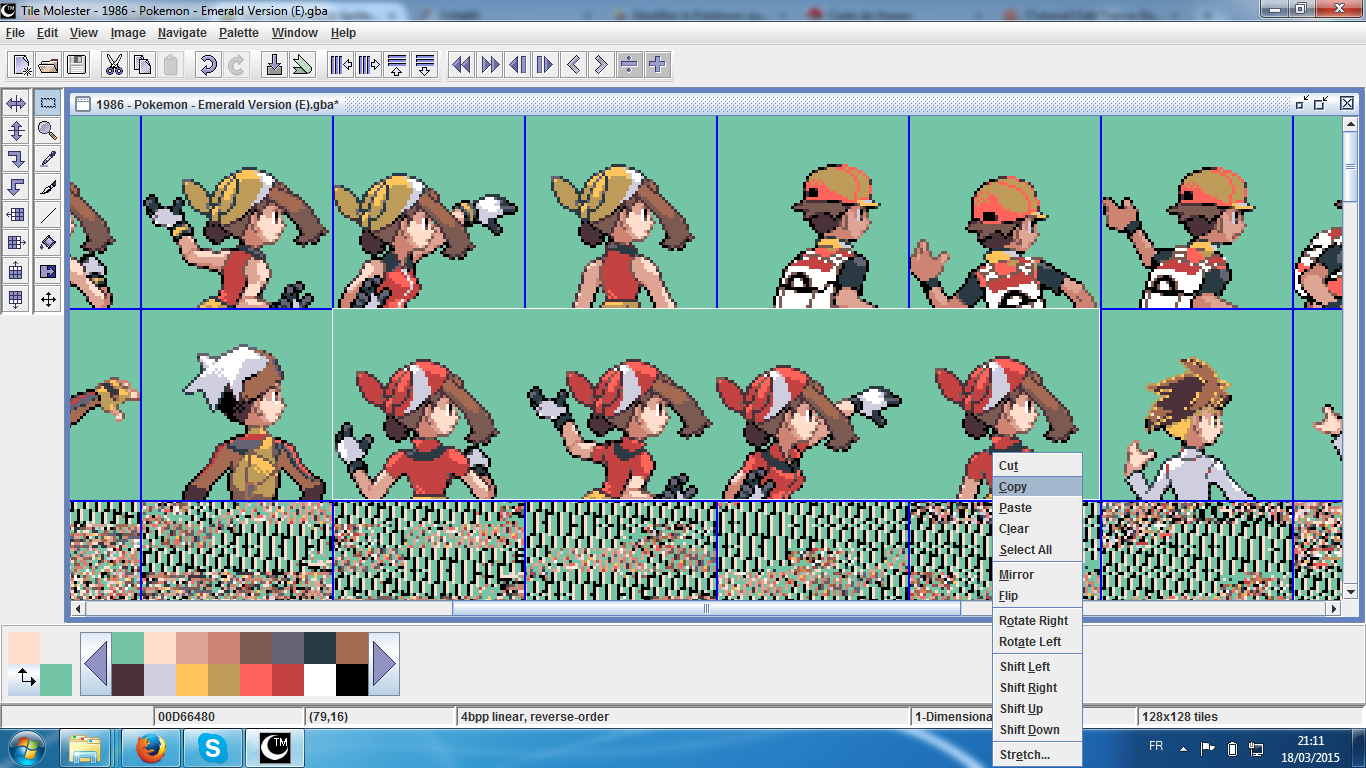 Tile Molester - 1986 - Pokemon - Emerald Version (E).gba
File Edit View Image Navigate Palette Window Help
1986 - Pokemon - Emerald Version (E).gba*
Cut
Copy
Paste
Clear
Select All
Mirror
Flip
Rotate Right
Rotate Left
Shift Left
Shift Right
Shift Up
Shift Down
Stretch...
00D66480
(79,16)
4bpp linear, reverse-order
1-Dimensiona
128x128 tiles
S
TM
FR
21:11
18/03/2015